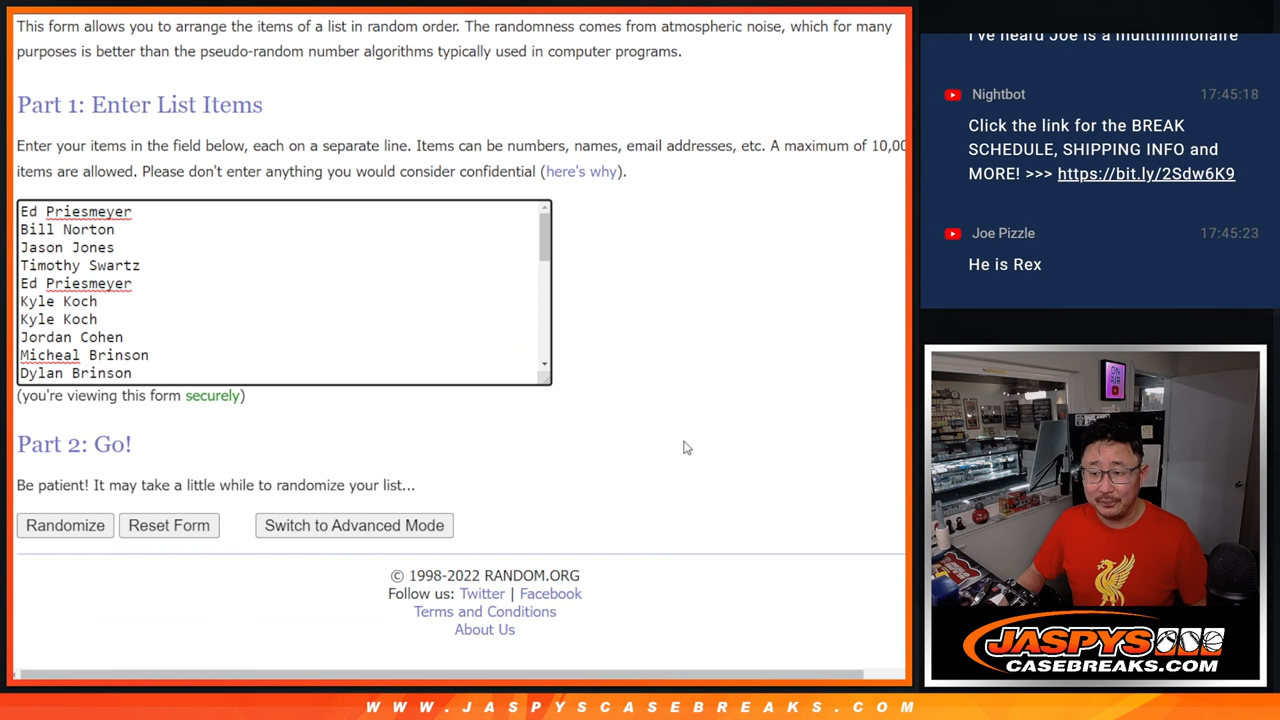 This form allows you to arrange the items of a list in random order. The randomness comes from atmospheric noise, which for many
purposes is better than the pseudo-random number algorithms typically used in computer programs.
Part 1: Enter List Items
Enter your items in the field below, each on a separate line. Items can be numbers, names, email addresses, etc. A maximum of 10,00
items are allowed. Please don't enter anything you would consider confidential (here's why).
Ed Priesmeyer
Bill Norton
Jason Jones
Timothy Swartz
Ed Priesmeyer
Kyle Koch
Kyle Koch
Jordan Cohen
Micheal Brinson
Dylan Brinson
(you're viewing this form securely)
Part 2: Go!
Be patient! It may take a little while to randomize your list...
Randomize
Reset Form
Switch to Advanced Mode
© 1998-2022 RANDOM.ORG
Follow us: Twitter | Facebook
Terms and Conditions
About Us
I've heard Joe is a multimillionaire
Nightbot 17:45:18
Click the link for the BREAK
SCHEDULE, SHIPPING INFO and
MORE! >>> https://bit.ly/2Sdw6K9
Joe Pizzle 17:45:23
He is Rex
ON
AIR
JASPYS
CASEBREAKS.COM
WWW.JASPYSCASEBREAKS.COM